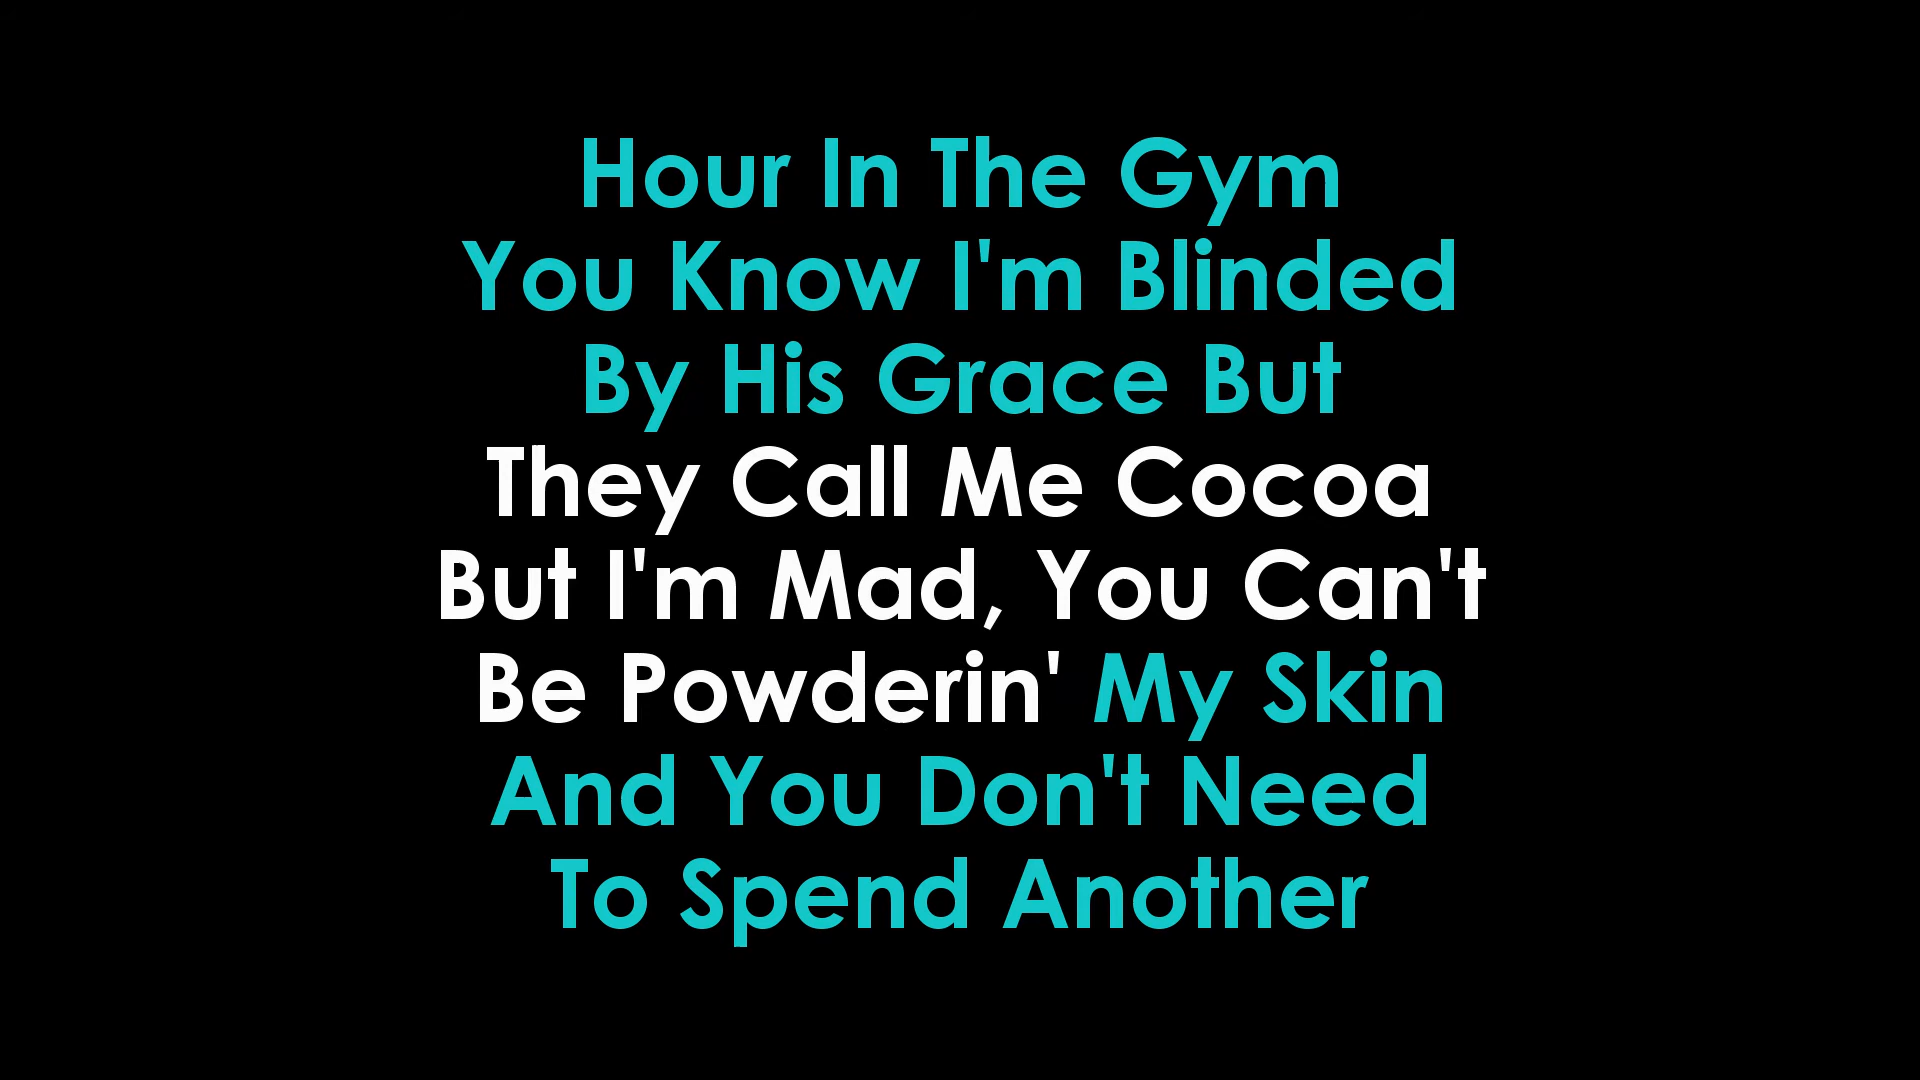 Hour In The Gym
You Know I'm Blinded
By His Grace But
They Call Me Cocoa
But I'm Mad, You Can't
Be Powderin' My Skin
And You Don't Need
To Spend Another